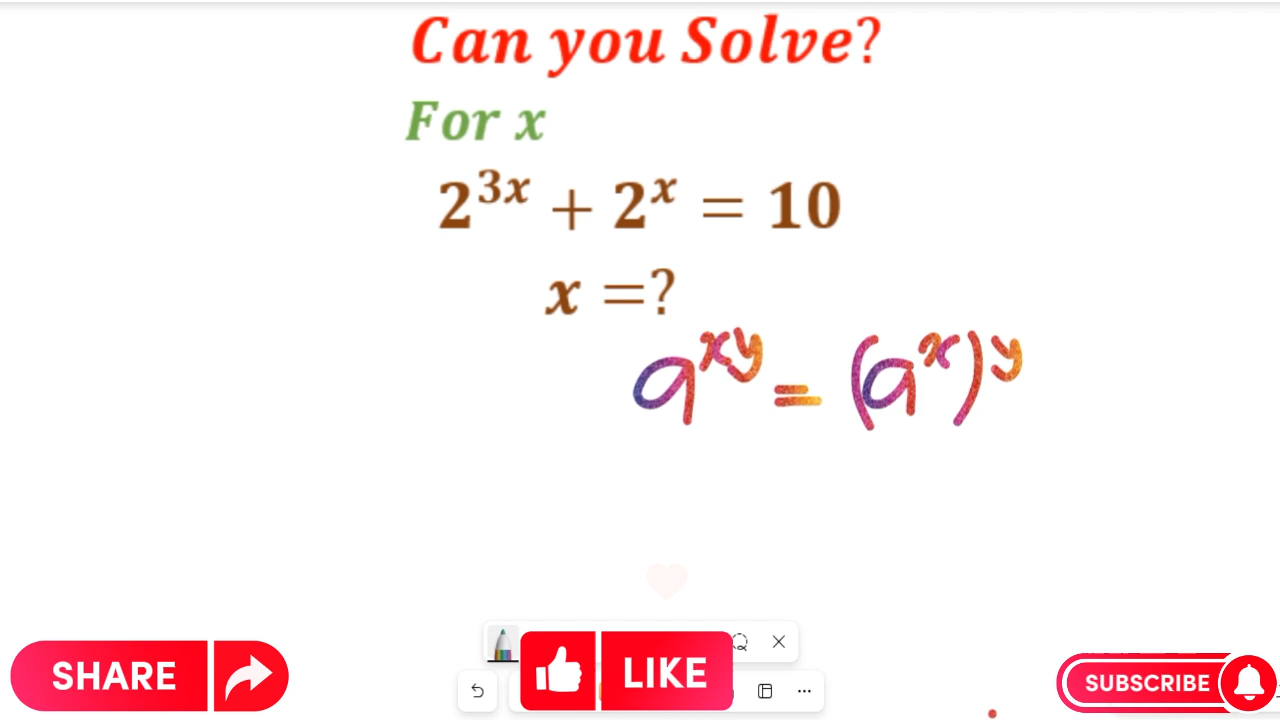 Can you Solve?
For x
2^{3x} + 2^x = 10
x =?
a^{xy} = (a^x)^y
SHARE
LIKE
SUBSCRIBE